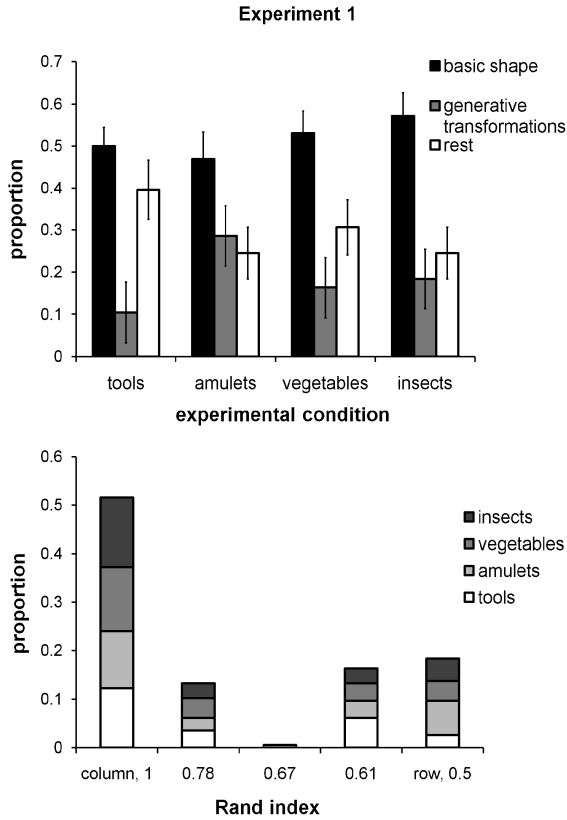 Experiment 1
0.7
0.6
0.5
0.4
0.3
0.2
0.1
0
proportion
basic shape
generative
transformations
rest
tools amulets vegetables insects
experimental condition
0.6
0.5
0.4
0.3
0.2
0.1
0
proportion
insects
vegetables
amulets
tools
column, 1 0.78 0.67 0.61 row, 0.5
Rand index